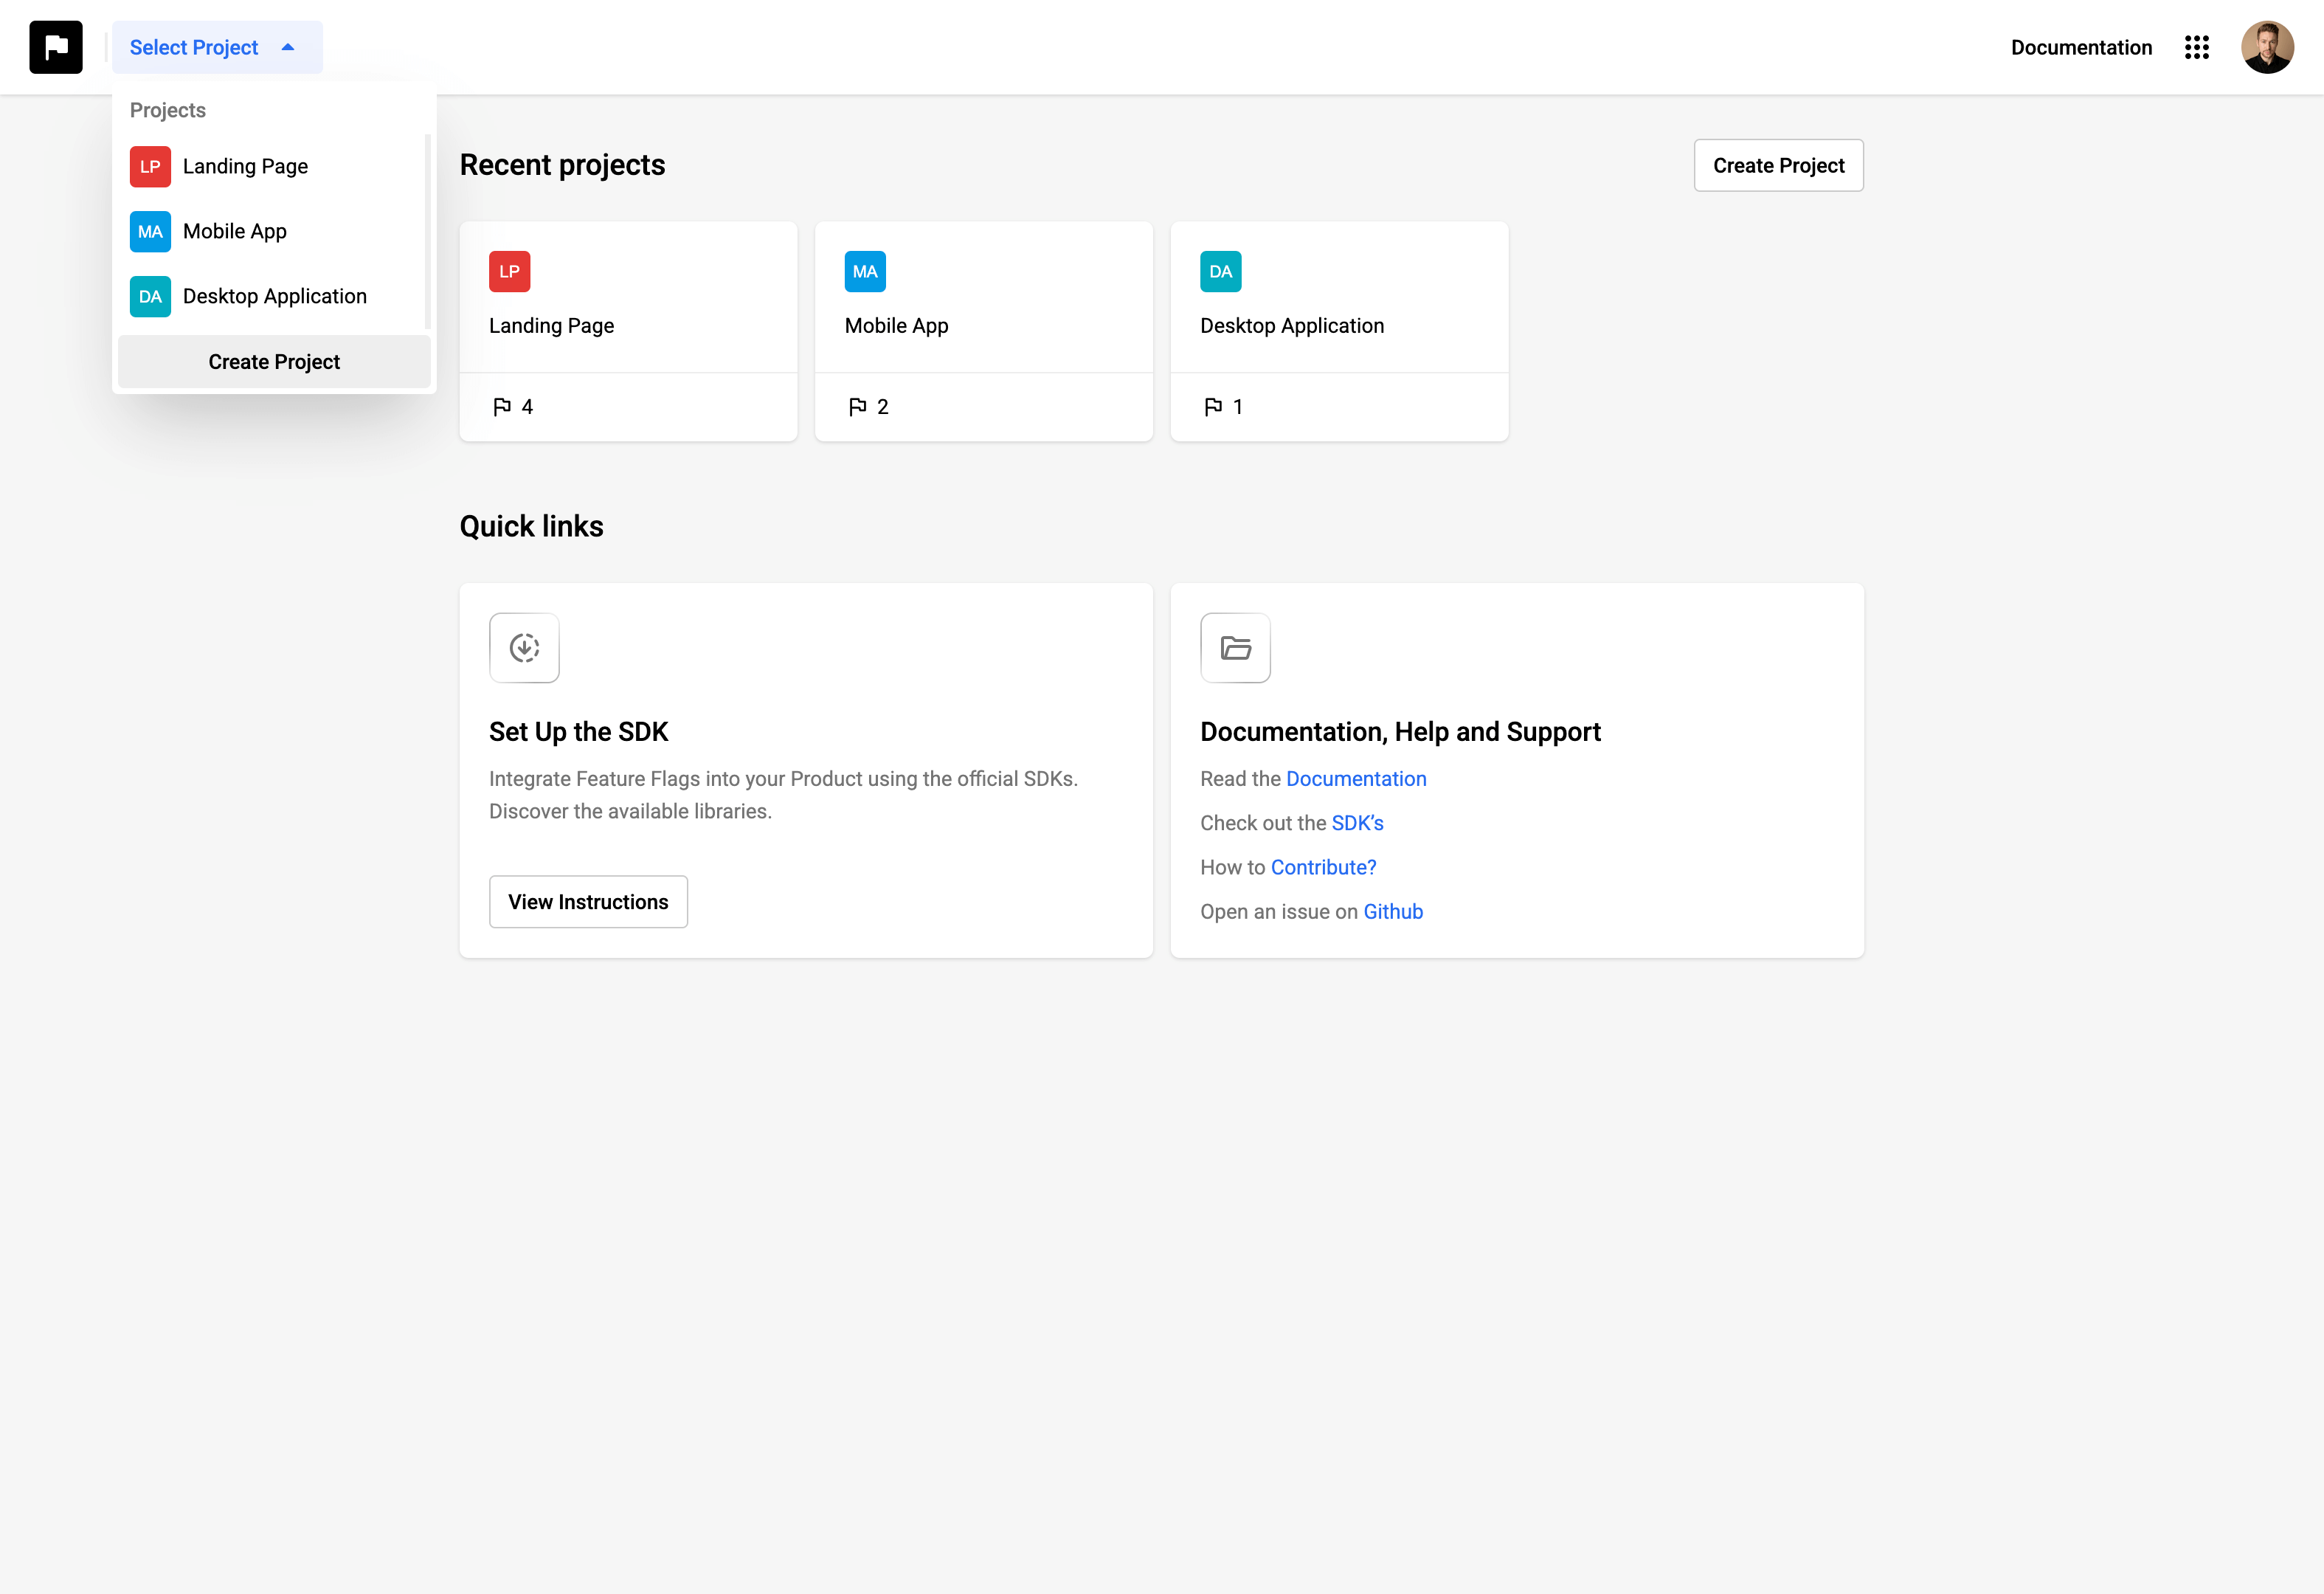 Select Project
Documentation
Projects
LP Landing Page
MA Mobile App
DA Desktop Application
Create Project
Recent projects
Create Project
LP
Landing Page
4
MA
Mobile App
2
DA
Desktop Application
1
Quick links
Set Up the SDK
Integrate Feature Flags into your Product using the official SDKs.
Discover the available libraries.
View Instructions
Documentation, Help and Support
Read the Documentation
Check out the SDK’s
How to Contribute?
Open an issue on Github